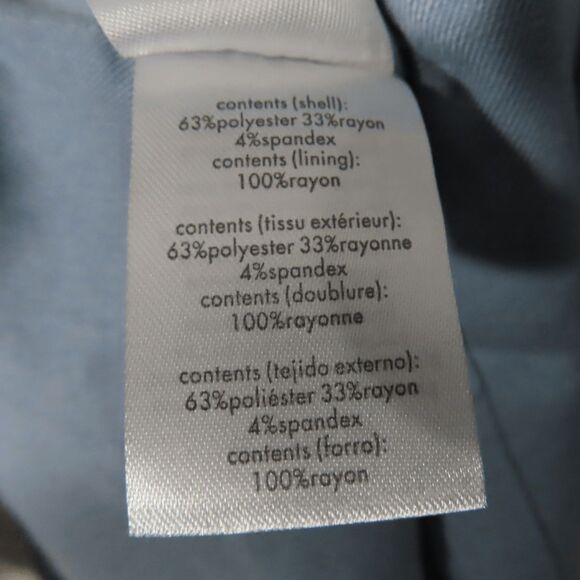 contents (shell):
63%polyester 33%rayon
4%spandex
contents (lining):
100%rayon
contents (tissu extérieur):
63%polyester 33%rayonne
4%spandex
contents (doublure):
100%rayonne
contents (tejido externo):
63%poliéster 33%rayon
4%spandex
contents (forro):
100%rayon